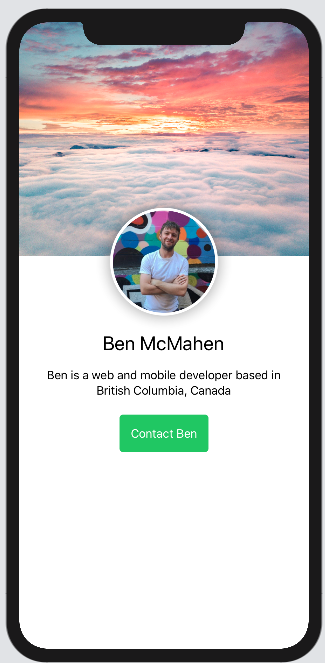 Ben McMahen
Ben is a web and mobile developer based in
British Columbia, Canada
Contact Ben